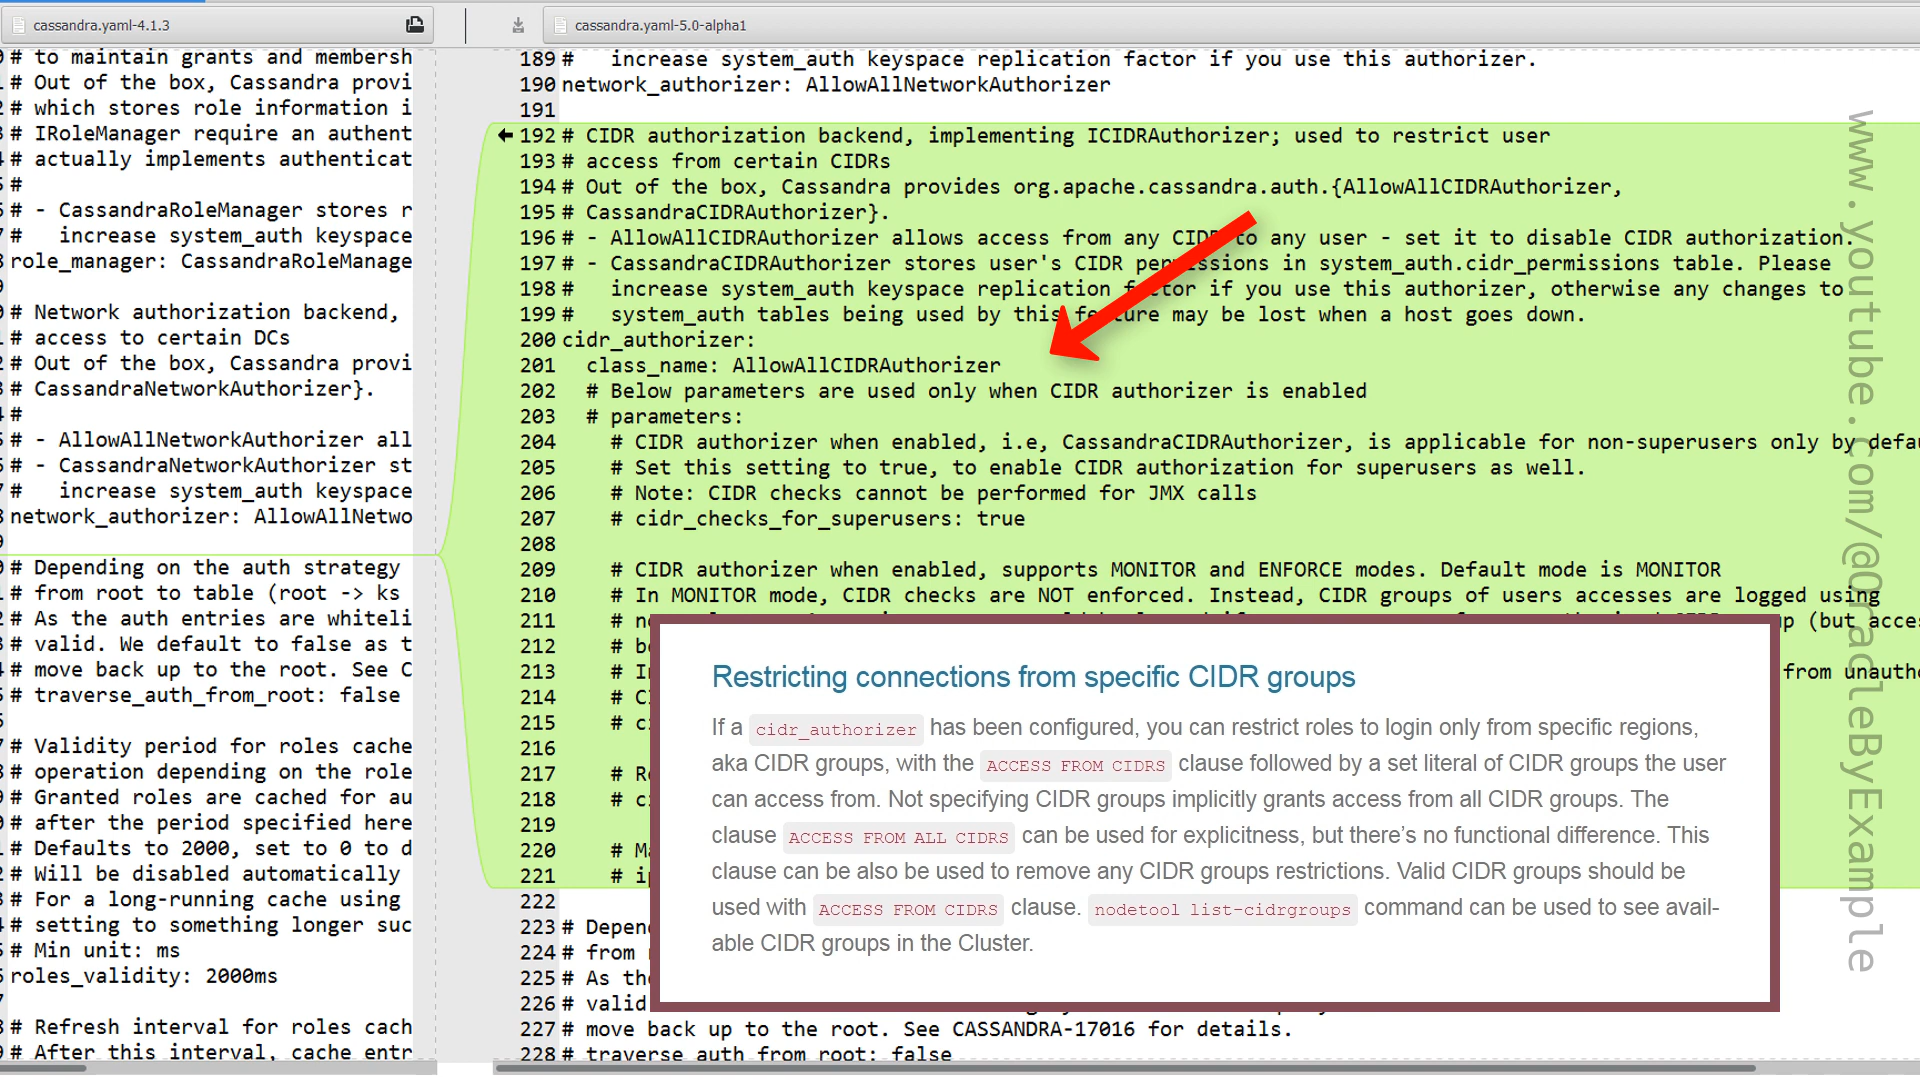 cassandra.yaml-4.1.3
# to maintain grants and membersh
# Out of the box, Cassandra provi
# which stores role information i
# IRoleManager require an authent
# actually implements authenticat
#
# - CassandraRoleManager stores r
#   increase system_auth keyspace
role_manager: CassandraRoleManage
# Network authorization backend,
# access to certain DCs
# Out of the box, Cassandra provi
# CassandraNetworkAuthorizer}.
#
# - AllowAllNetworkAuthorizer all
# - CassandraNetworkAuthorizer st
#   increase system_auth keyspace
network_authorizer: AllowAllNetwo
# Depending on the auth strategy
# from root to table (root -> ks
# As the auth entries are whiteli
# valid. We default to false as t
# move back up to the root. See C
# traverse_auth_from_root: false
# Validity period for roles cache
# operation depending on the role
# Granted roles are cached for au
# after the period specified here
# Defaults to 2000, set to 0 to d
# Will be disabled automatically
# For a long-running cache using
# setting to something longer suc
# Min unit: ms
roles_validity: 2000ms
# Refresh interval for roles cach
# After this interval, cache entr
cassandra.yaml-5.0-alpha1
189 #   increase system_auth keyspace replication factor if you use this authorizer.
190 network_authorizer: AllowAllNetworkAuthorizer
191
192 # CIDR authorization backend, implementing ICIDRAuthorizer; used to restrict user
193 # access from certain CIDRs
194 # Out of the box, Cassandra provides org.apache.cassandra.auth.{AllowAllCIDRAuthorizer,
195 # CassandraCIDRAuthorizer}.
196 # - AllowAllCIDRAuthorizer allows access from any CIDR to any user - set it to disable CIDR authorization.
197 # - CassandraCIDRAuthorizer stores user's CIDR permissions in system_auth.cidr_permissions table. Please
198 #   increase system_auth keyspace replication factor if you use this authorizer, otherwise any changes to
199 #   system_auth tables being used by this feature may be lost when a host goes down.
200 cidr_authorizer:
201   class_name: AllowAllCIDRAuthorizer
202   # Below parameters are used only when CIDR authorizer is enabled
203   # parameters:
204     # CIDR authorizer when enabled, i.e, CassandraCIDRAuthorizer, is applicable for non-superusers only by defau
205     # Set this setting to true, to enable CIDR authorization for superusers as well.
206     # Note: CIDR checks cannot be performed for JMX calls
207     # cidr_checks_for_superusers: true
208
209     # CIDR authorizer when enabled, supports MONITOR and ENFORCE modes. Default mode is MONITOR
210     # In MONITOR mode, CIDR checks are NOT enforced. Instead, CIDR groups of users accesses are logged using
211     # (but acces
212     #
213     # from unautho
214     #
215     #
216
217     #
218     #
219
220     #
221     #
222
223 # Depen
224 # from
225 # As the
226 # valid
227 # move back up to the root. See CASSANDRA-17016 for details.
228 # traverse_auth_from_root: false
Restricting connections from specific CIDR groups
If a cidr_authorizer has been configured, you can restrict roles to login only from specific regions,
aka CIDR groups, with the ACCESS FROM CIDRS clause followed by a set literal of CIDR groups the user
can access from. Not specifying CIDR groups implicitly grants access from all CIDR groups. The
clause ACCESS FROM ALL CIDRS can be used for explicitness, but there’s no functional difference. This
clause can be also be used to remove any CIDR groups restrictions. Valid CIDR groups should be
used with ACCESS FROM CIDRS clause. nodetool list-cidrgroups command can be used to see avail-
able CIDR groups in the Cluster.
www.youtube.com/@OracleByExample